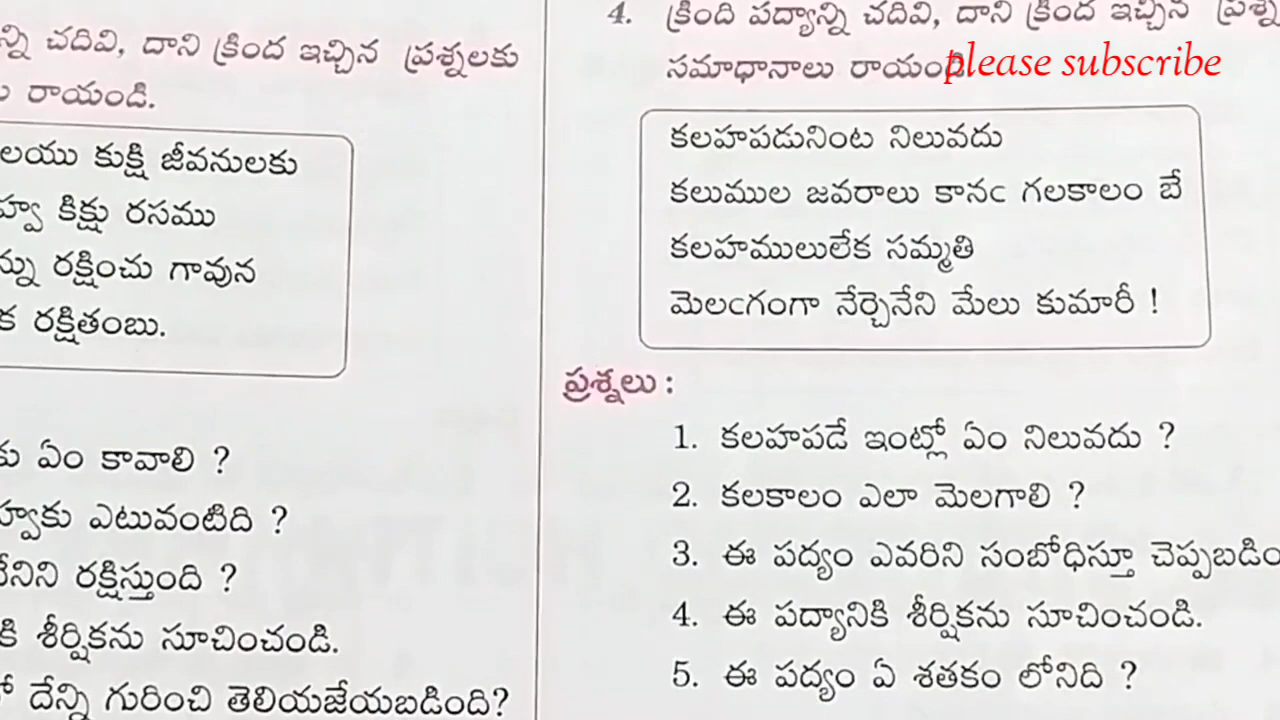 న్ని చదివి, దాని క్రింద ఇచ్చిన ప్రశ్నలకు
రాయండి.
లయు కుక్షి జీవనులకు
హ్వ కిక్షు రసము
న్ను రక్షించు గావున
క రక్షితంబు.
కు ఏం కావాలి ?
హ్వకు ఎటువంటిది ?
దేనిని రక్షిస్తుంది ?
కి శీర్షికను సూచించండి.
లో దేన్ని గురించి తెలియజేయబడింది?
4. క్రింది పద్యాన్ని చదివి, దాని క్రింద ఇచ్చిన ప్రశ్న
సమాధానాలు రాయండి.
please subscribe
కలహపడునింట నిలువదు
కలుముల జవరాలు కానఁ గలకాలం బే
కలహములులేక సమ్మతి
మెలఁగంగా నేర్చెనేని మేలు కుమారీ !
ప్రశ్నలు :
1. కలహపడే ఇంట్లో ఏం నిలువదు ?
2. కలకాలం ఎలా మెలగాలి ?
3. ఈ పద్యం ఎవరిని సంబోధిస్తూ చెప్పబడిం
4. ఈ పద్యానికి శీర్షికను సూచించండి.
5. ఈ పద్యం ఏ శతకం లోనిది ?